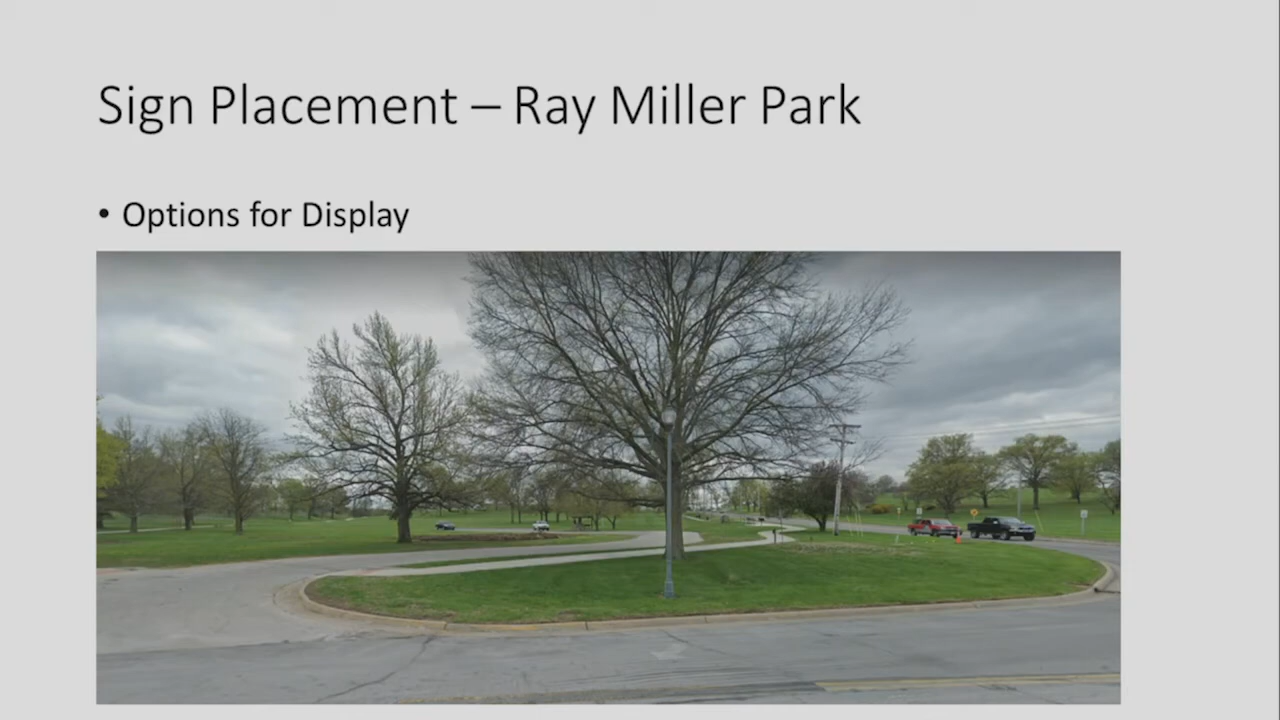 Sign Placement – Ray Miller Park
• Options for Display